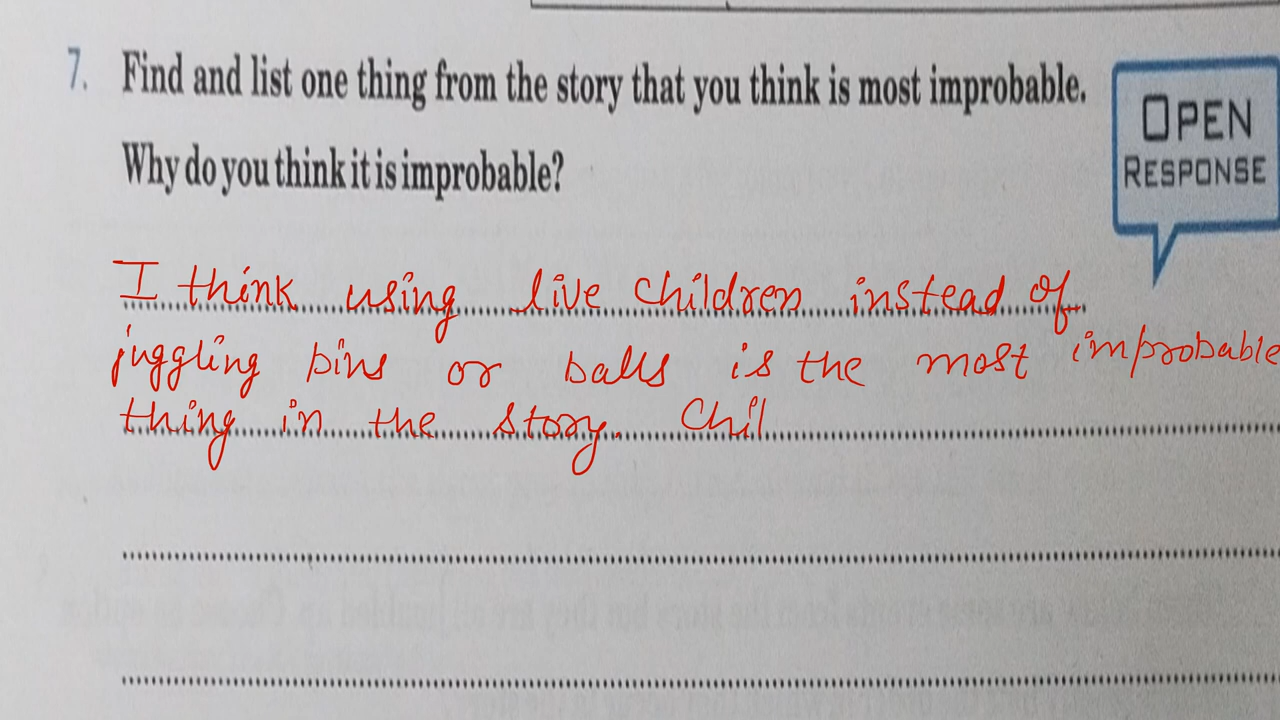 7. Find and list one thing from the story that you think is most improbable.
Why do you think it is improbable?
OPEN
RESPONSE
I think using live children instead of
juggling pins or balls is the most improbable
thing in the story. Chil